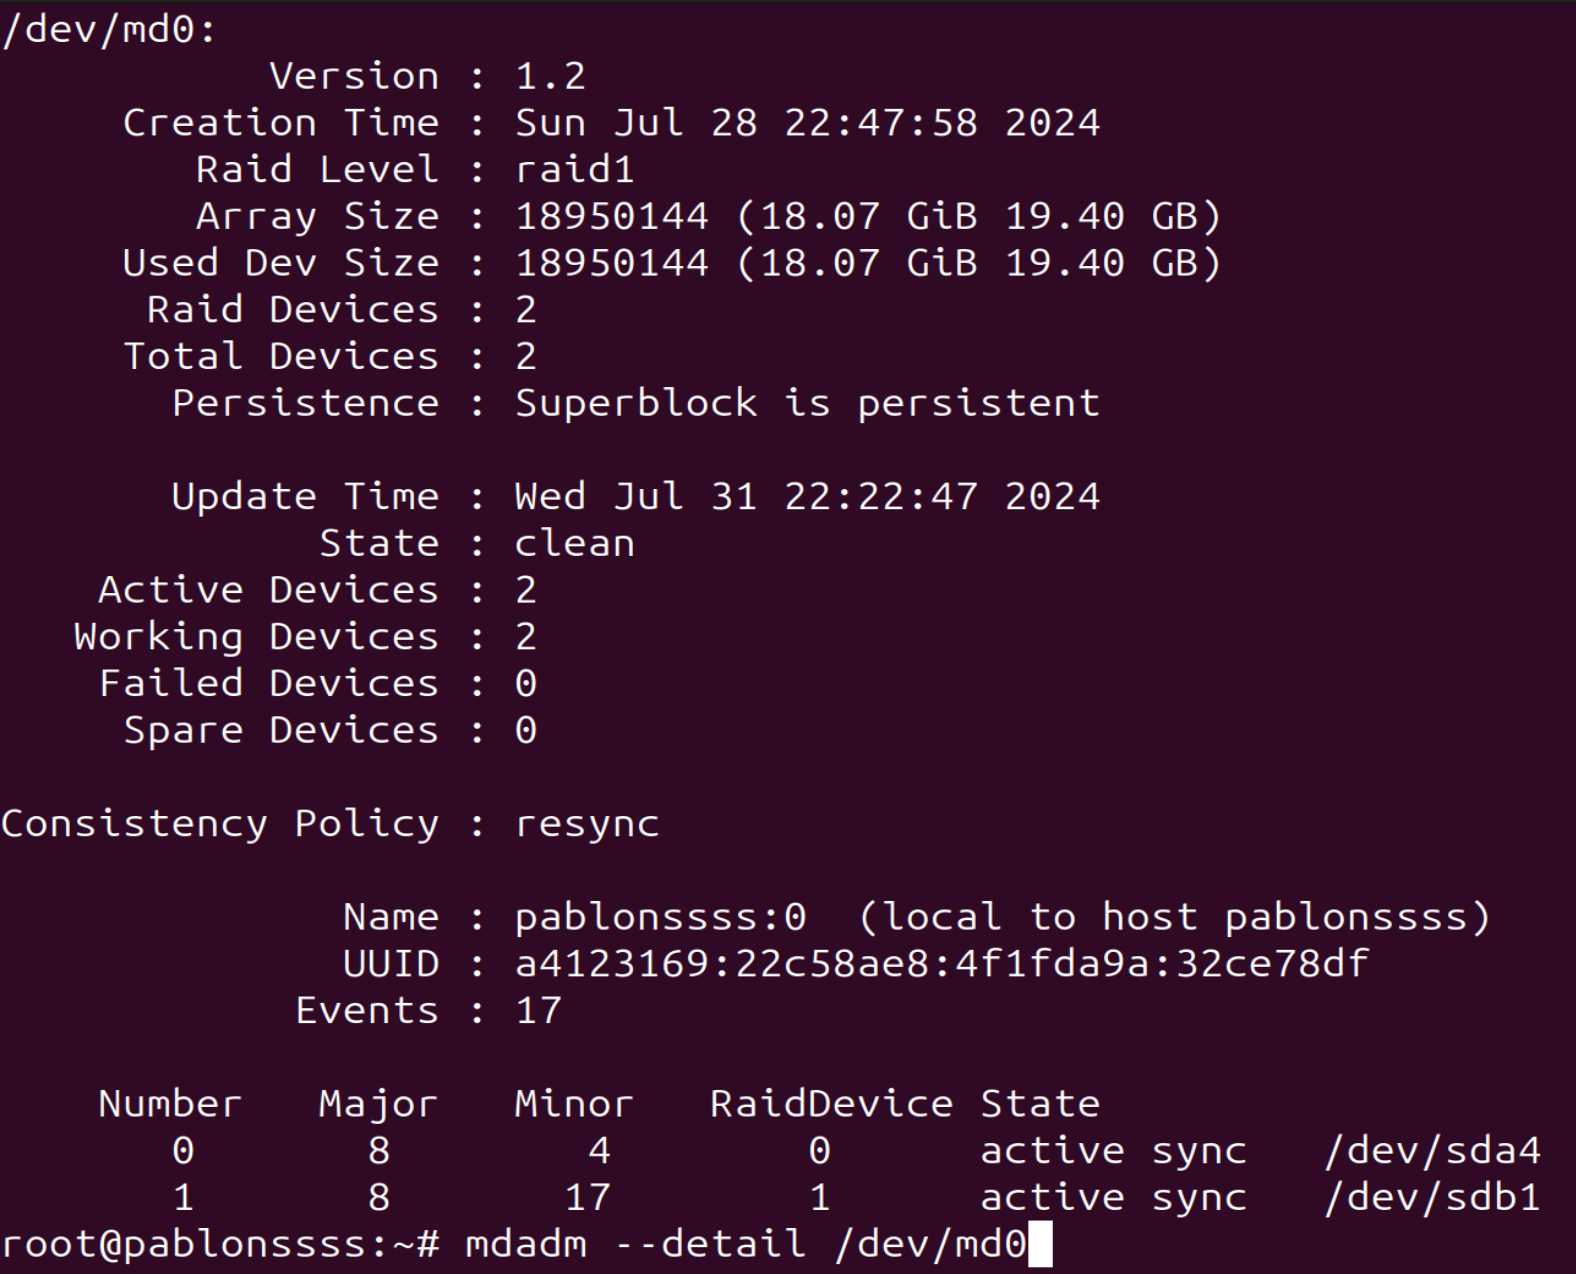 /dev/md0:
Version : 1.2
Creation Time : Sun Jul 28 22:47:58 2024
Raid Level : raid1
Array Size : 18950144 (18.07 GiB 19.40 GB)
Used Dev Size : 18950144 (18.07 GiB 19.40 GB)
Raid Devices : 2
Total Devices : 2
Persistence : Superblock is persistent
Update Time : Wed Jul 31 22:22:47 2024
State : clean
Active Devices : 2
Working Devices : 2
Failed Devices : 0
Spare Devices : 0
Consistency Policy : resync
Name : pablonssss:0  (local to host pablonssss)
UUID : a4123169:22c58ae8:4f1fda9a:32ce78df
Events : 17
Number   Major   Minor   RaidDevice State
0       8       4        0      active sync   /dev/sda4
1       8      17        1      active sync   /dev/sdb1
root@pablonssss:~# mdadm --detail /dev/md0